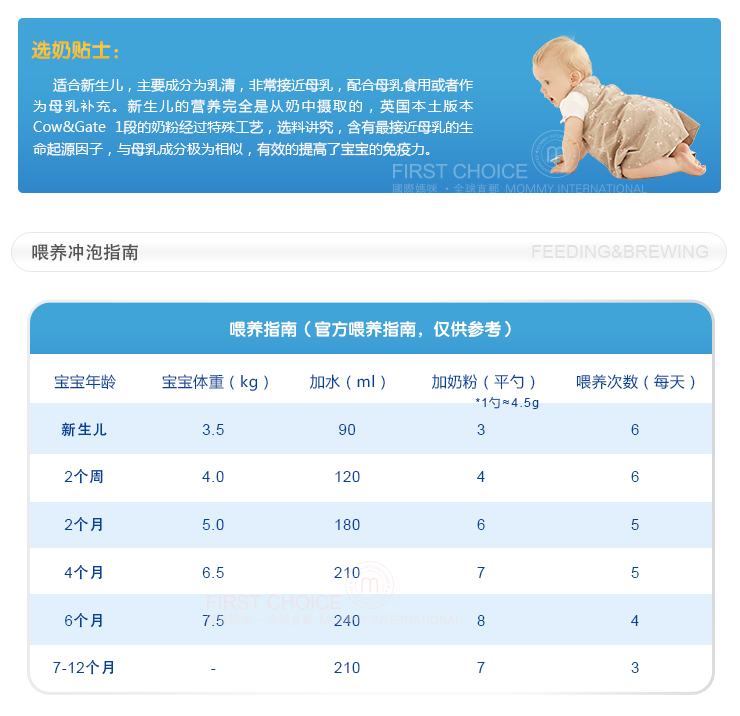 选奶贴士：
适合新生儿，主要成分为乳清，非常接近母乳，配合母乳食用或者作
为母乳补充。新生儿的营养完全是从奶中摄取的，英国本土版本
Cow&Gate 1段的奶粉经过特殊工艺，选料讲究，含有最接近母乳的生
命起源因子，与母乳成分极为相似，有效的提高了宝宝的免疫力。
FIRST CHOICE
國際媽咪・全球直郵 MOMMY INTERNATIONAL
喂养冲泡指南 FEEDING&BREWING
喂养指南（官方喂养指南，仅供参考）
宝宝年龄 宝宝体重（kg） 加水（ml） 加奶粉（平勺） 喂养次数（每天）
*1勺≈4.5g
新生儿 3.5 90 3 6
2个周 4.0 120 4 6
2个月 5.0 180 6 5
4个月 6.5 210 7 5
FIRST CHOICE
6个月 7.5 240 8 4
國際媽咪・全球直郵 MOMMY INTERNATIONAL
7-12个月 - 210 7 3